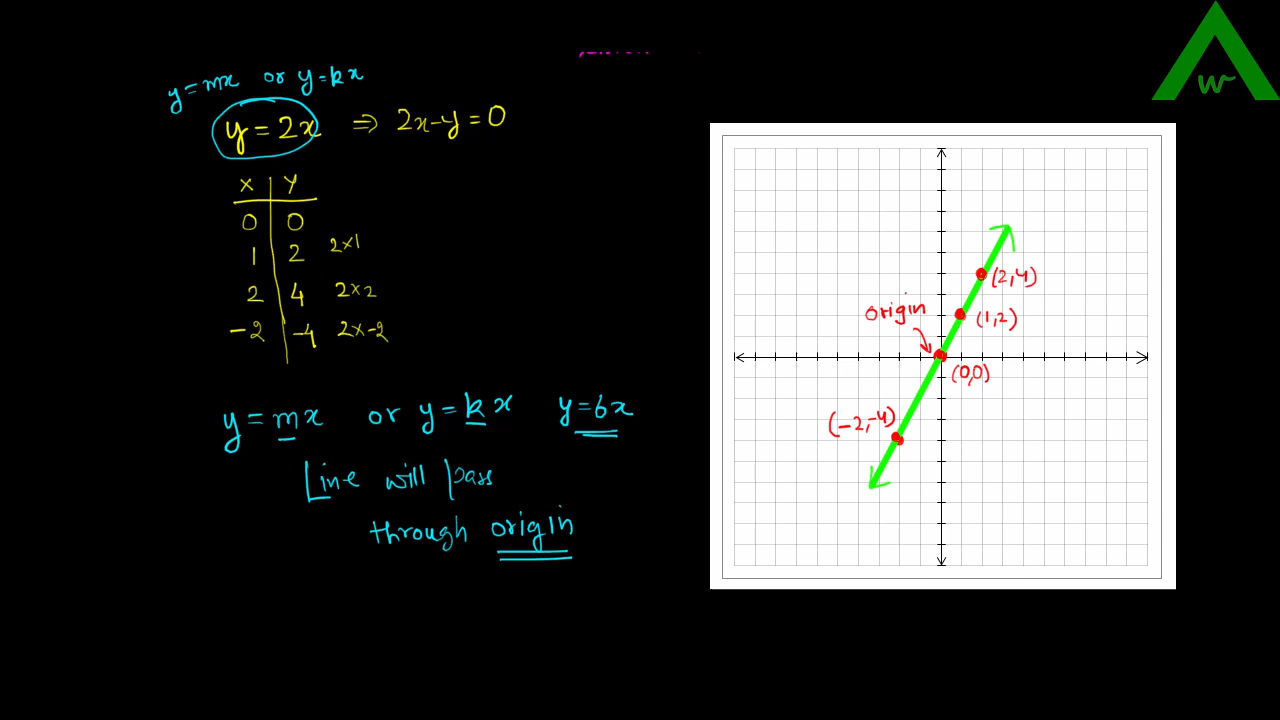 y=mx or y=kx
y=2x ⇒ 2x-y=0
x y
0 0
1 2 2×1
2 4 2×2
-2 -4 2×-2
y=mx or y=kx y=6x
Line will pass
through origin
(2,4)
origin
(1,2)
(0,0)
(-2,-4)
W